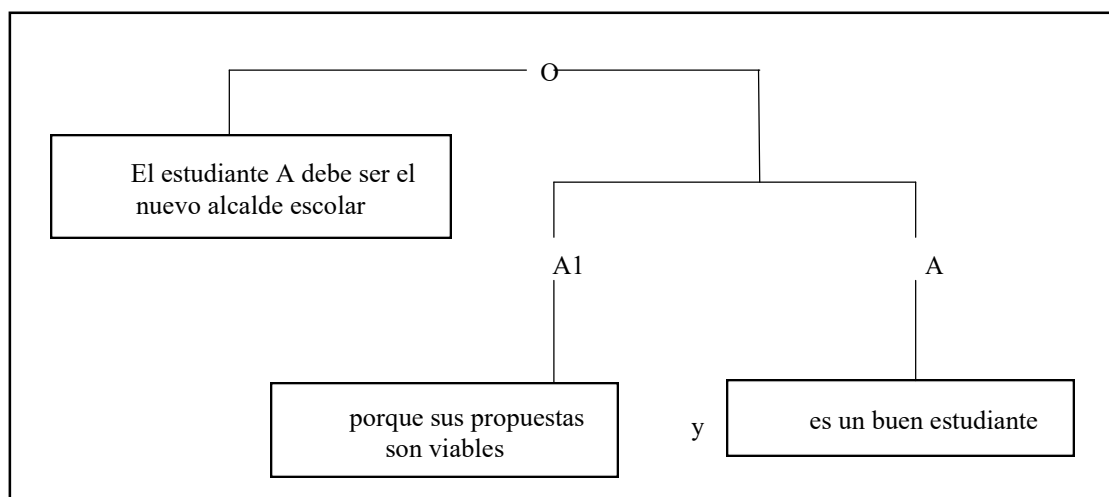 O
El estudiante A debe ser el
nuevo alcalde escolar
A1
A
porque sus propuestas
son viables
y
es un buen estudiante